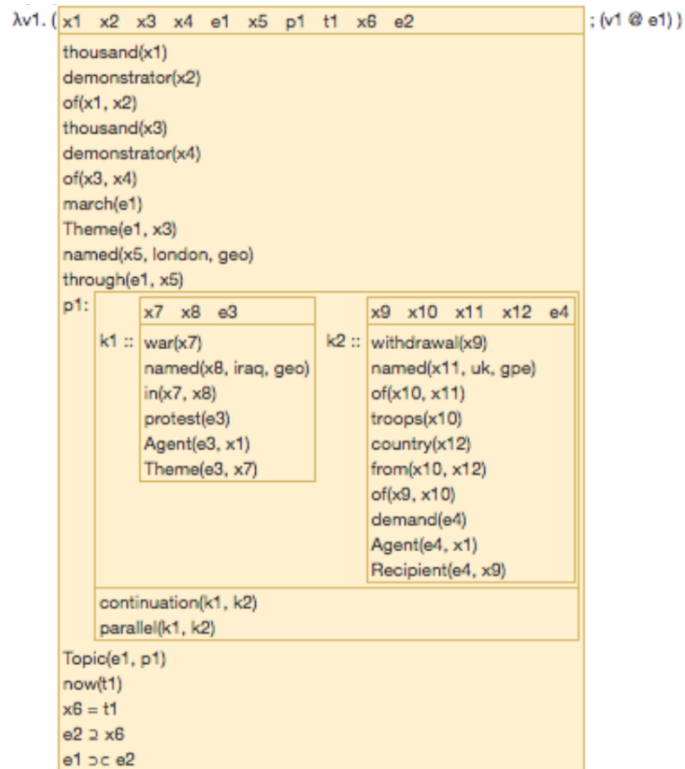 λv1. ( x1 x2 x3 x4 e1 x5 p1 t1 x6 e2 ; (v1 @ e1) )
thousand(x1)
demonstrator(x2)
of(x1, x2)
thousand(x3)
demonstrator(x4)
of(x3, x4)
march(e1)
Theme(e1, x3)
named(x5, london, geo)
through(e1, x5)
p1:
x7 x8 e3
k1 :: war(x7)
named(x8, iraq, geo)
in(x7, x8)
protest(e3)
Agent(e3, x1)
Theme(e3, x7)
x9 x10 x11 x12 e4
k2 :: withdrawal(x9)
named(x11, uk, gpe)
of(x10, x11)
troops(x10)
country(x12)
from(x10, x12)
of(x9, x10)
demand(e4)
Agent(e4, x1)
Recipient(e4, x9)
continuation(k1, k2)
parallel(k1, k2)
Topic(e1, p1)
now(t1)
x6 = t1
e2 ⊇ x6
e1 ⊃⊂ e2